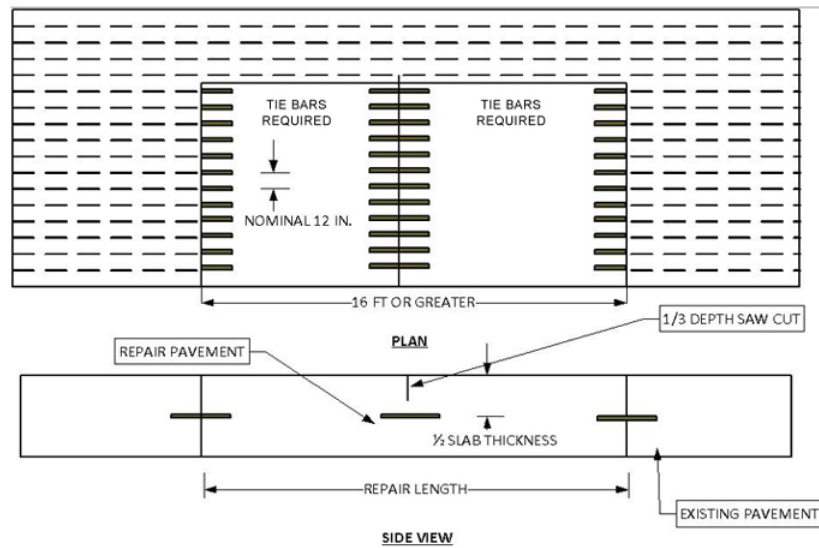 TIE BARS
REQUIRED
TIE BARS
REQUIRED
NOMINAL 12 IN.
16 FT OR GREATER
1/3 DEPTH SAW CUT
PLAN
REPAIR PAVEMENT
½ SLAB THICKNESS
REPAIR LENGTH
EXISTING PAVEMENT
SIDE VIEW